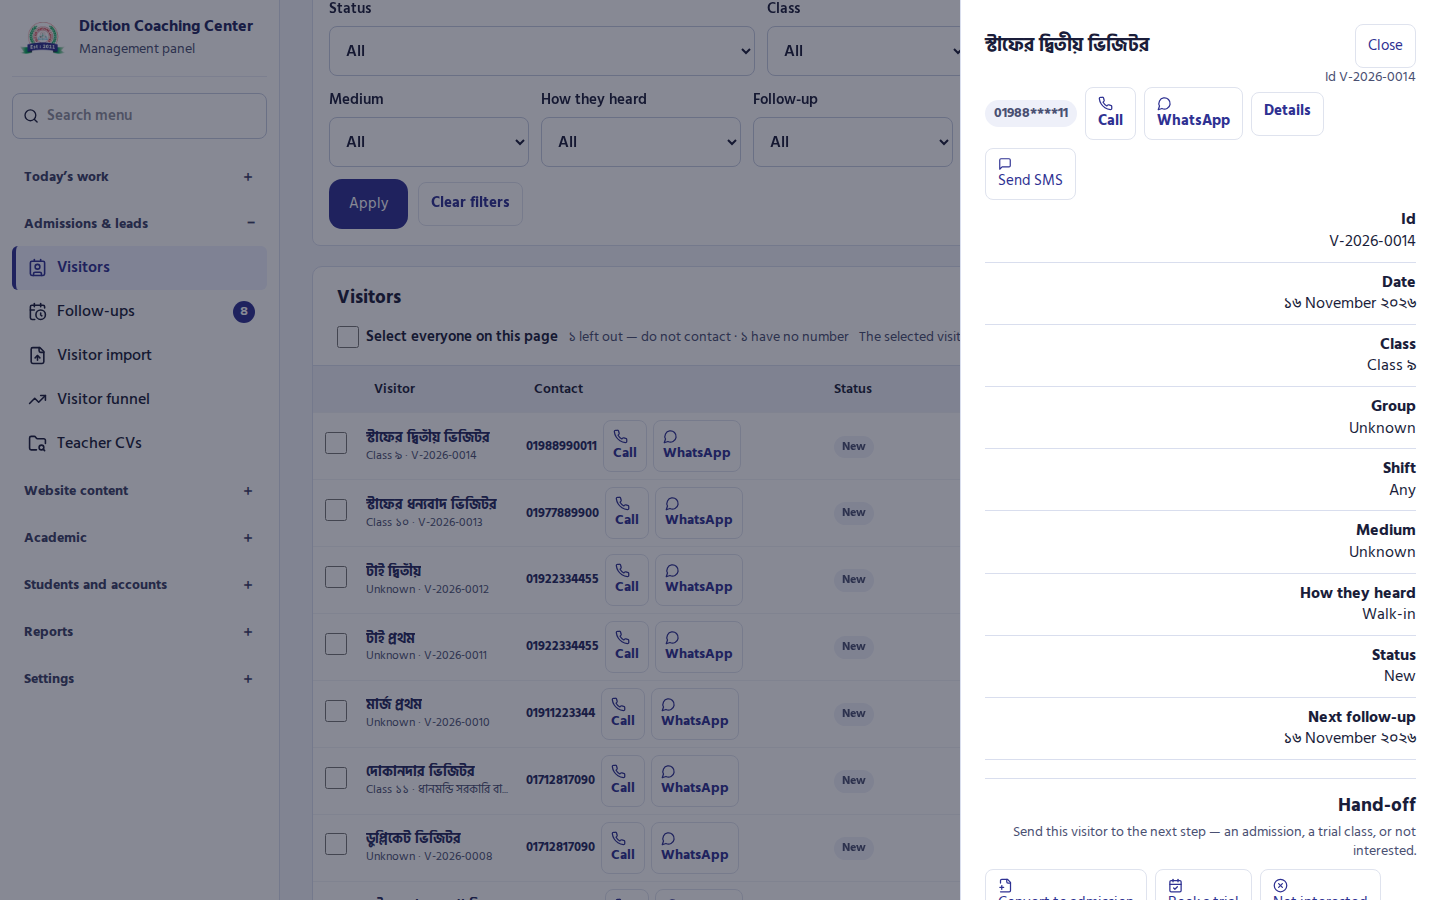 Diction Coaching Center
Management panel
Est : 2011
Search menu
Today's work +
Admissions & leads −
Visitors
Follow-ups 8
Visitor import
Visitor funnel
Teacher CVs
Website content +
Academic +
Students and accounts +
Reports +
Settings +
Status Class
All All
Medium How they heard Follow-up
All All All
Apply Clear filters
Visitors
Select everyone on this page ১ left out — do not contact · ১ have no number The selected visit
Visitor Contact Status
স্টাফের দ্বিতীয় ভিজিটর
Class ৯ · V-2026-0014
01988990011 Call WhatsApp New
স্টাফের ধন্যবাদ ভিজিটর
Class ১০ · V-2026-0013
01977889900 Call WhatsApp New
টাই দ্বিতীয়
Unknown · V-2026-0012
01922334455 Call WhatsApp New
টাই প্রথম
Unknown · V-2026-0011
01922334455 Call WhatsApp New
মার্জ প্রথম
Unknown · V-2026-0010
01911223344 Call WhatsApp New
দোকানদার ভিজিটর
Class ১১ · ধানমন্ডি সরকারি বা...
01712817090 Call WhatsApp New
ডুপ্লিকেট ভিজিটর
Unknown · V-2026-0008
01712817090 Call WhatsApp New
স্টাফের দ্বিতীয় ভিজিটর
Close
Id V-2026-0014
01988****11 Call WhatsApp Details
Send SMS
Id
V-2026-0014
Date
১৬ November ২০২৬
Class
Class ৯
Group
Unknown
Shift
Any
Medium
Unknown
How they heard
Walk-in
Status
New
Next follow-up
১৬ November ২০২৬
Hand-off
Send this visitor to the next step — an admission, a trial class, or not
interested.
Convert to admission Book a trial Not interested